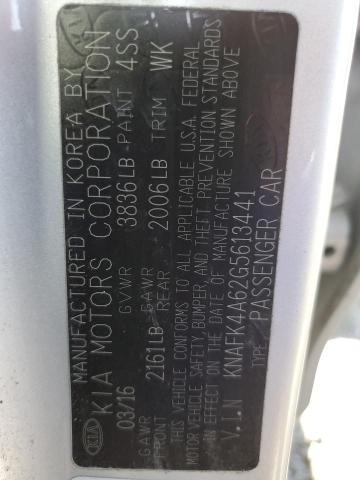 MANUFACTURED IN KOREA BY
KIA MOTORS CORPORATION
03/16 GVWR 3836LB PAINT 4SS
GAWR FRONT 2161LB GAWR REAR 2006LB TRIM WK
THIS VEHICLE CONFORMS TO ALL APPLICABLE U.S.A. FEDERAL
MOTOR VEHICLE SAFETY, BUMPER, AND THEFT PREVENTION STANDARDS
IN EFFECT ON THE DATE OF MANUFACTURE SHOWN ABOVE
V.I.N KNAFK4A62G5613441
TYPE PASSENGER CAR